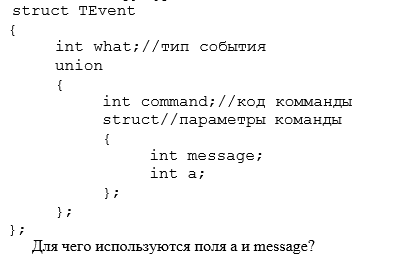 struct TEvent
{
int what;//тип события
union
{
int command;//код комманды
struct//параметры команды
{
int message;
int a;
};
};
};
Для чего используются поля a и message?